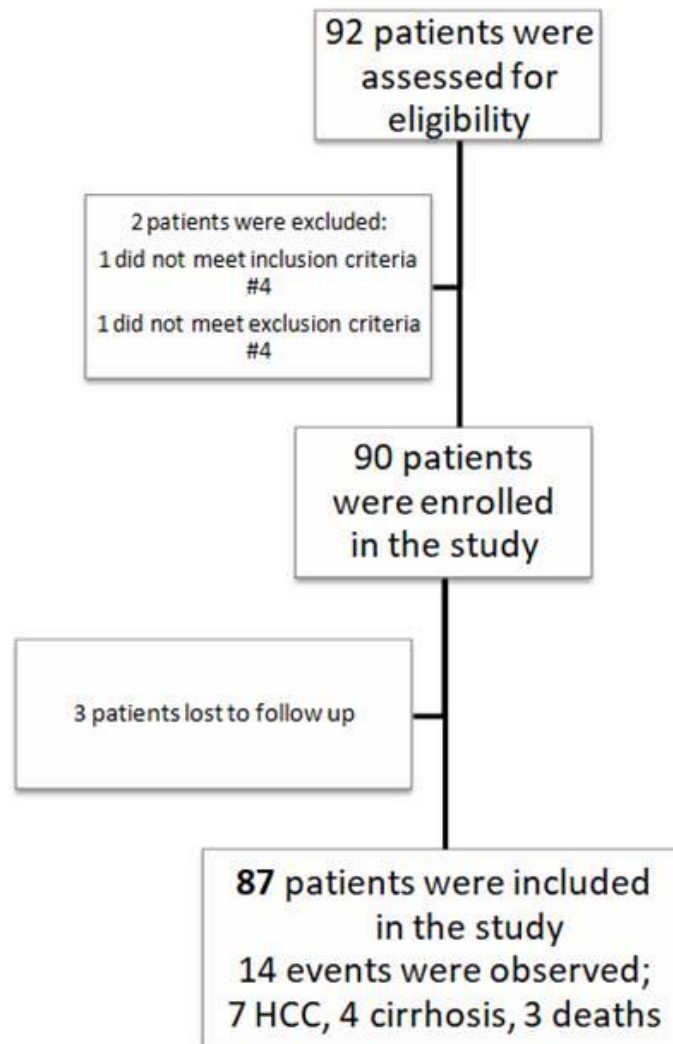 92 patients were
assessed for
eligibility
2 patients were excluded:
1 did not meet inclusion criteria
#4
1 did not meet exclusion criteria
#4
90 patients
were enrolled
in the study
3 patients lost to follow up
87 patients were included
in the study
14 events were observed;
7 HCC, 4 cirrhosis, 3 deaths